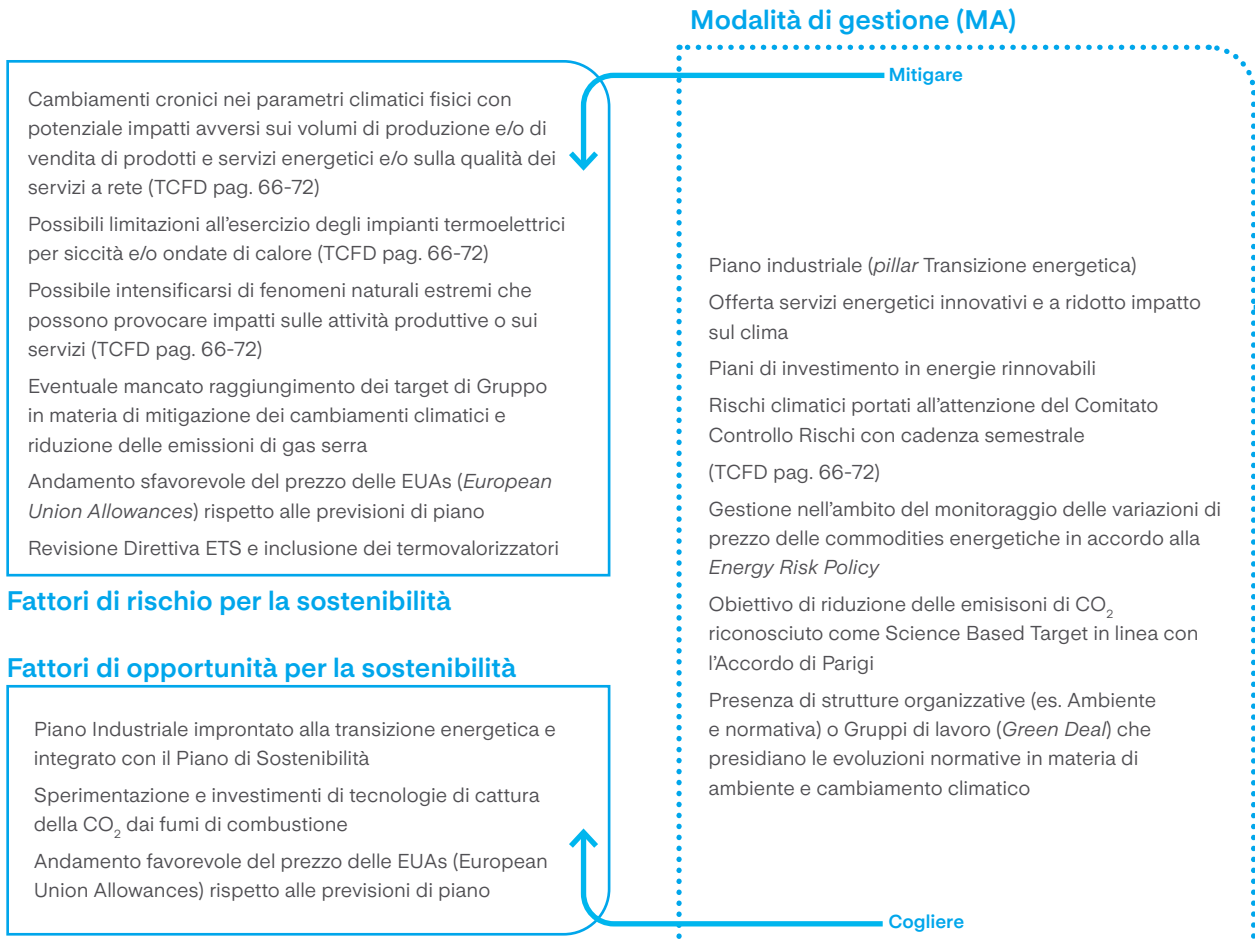 Modalità di gestione (MA)
Mitigare
Cambiamenti cronici nei parametri climatici fisici con
potenziale impatti avversi sui volumi di produzione e/o di
vendita di prodotti e servizi energetici e/o sulla qualità dei
servizi a rete (TCFD pag. 66-72)
Possibili limitazioni all'esercizio degli impianti termoelettrici
per siccità e/o ondate di calore (TCFD pag. 66-72)
Possibile intensificarsi di fenomeni naturali estremi che
possono provocare impatti sulle attività produttive o sui
servizi (TCFD pag. 66-72)
Eventuale mancato raggiungimento dei target di Gruppo
in materia di mitigazione dei cambiamenti climatici e
riduzione delle emissioni di gas serra
Andamento sfavorevole del prezzo delle EUAs (European
Union Allowances) rispetto alle previsioni di piano
Revisione Direttiva ETS e inclusione dei termovalorizzatori
Fattori di rischio per la sostenibilità
Fattori di opportunità per la sostenibilità
Piano Industriale improntato alla transizione energetica e
integrato con il Piano di Sostenibilità
Sperimentazione e investimenti di tecnologie di cattura
della CO₂ dai fumi di combustione
Andamento favorevole del prezzo delle EUAs (European
Union Allowances) rispetto alle previsioni di piano
Piano industriale (pillar Transizione energetica)
Offerta servizi energetici innovativi e a ridotto impatto
sul clima
Piani di investimento in energie rinnovabili
Rischi climatici portati all'attenzione del Comitato
Controllo Rischi con cadenza semestrale
(TCFD pag. 66-72)
Gestione nell'ambito del monitoraggio delle variazioni di
prezzo delle commodities energetiche in accordo alla
Energy Risk Policy
Obiettivo di riduzione delle emisisoni di CO₂
riconosciuto come Science Based Target in linea con
l'Accordo di Parigi
Presenza di strutture organizzative (es. Ambiente
e normativa) o Gruppi di lavoro (Green Deal) che
presidiano le evoluzioni normative in materia di
ambiente e cambiamento climatico
Cogliere